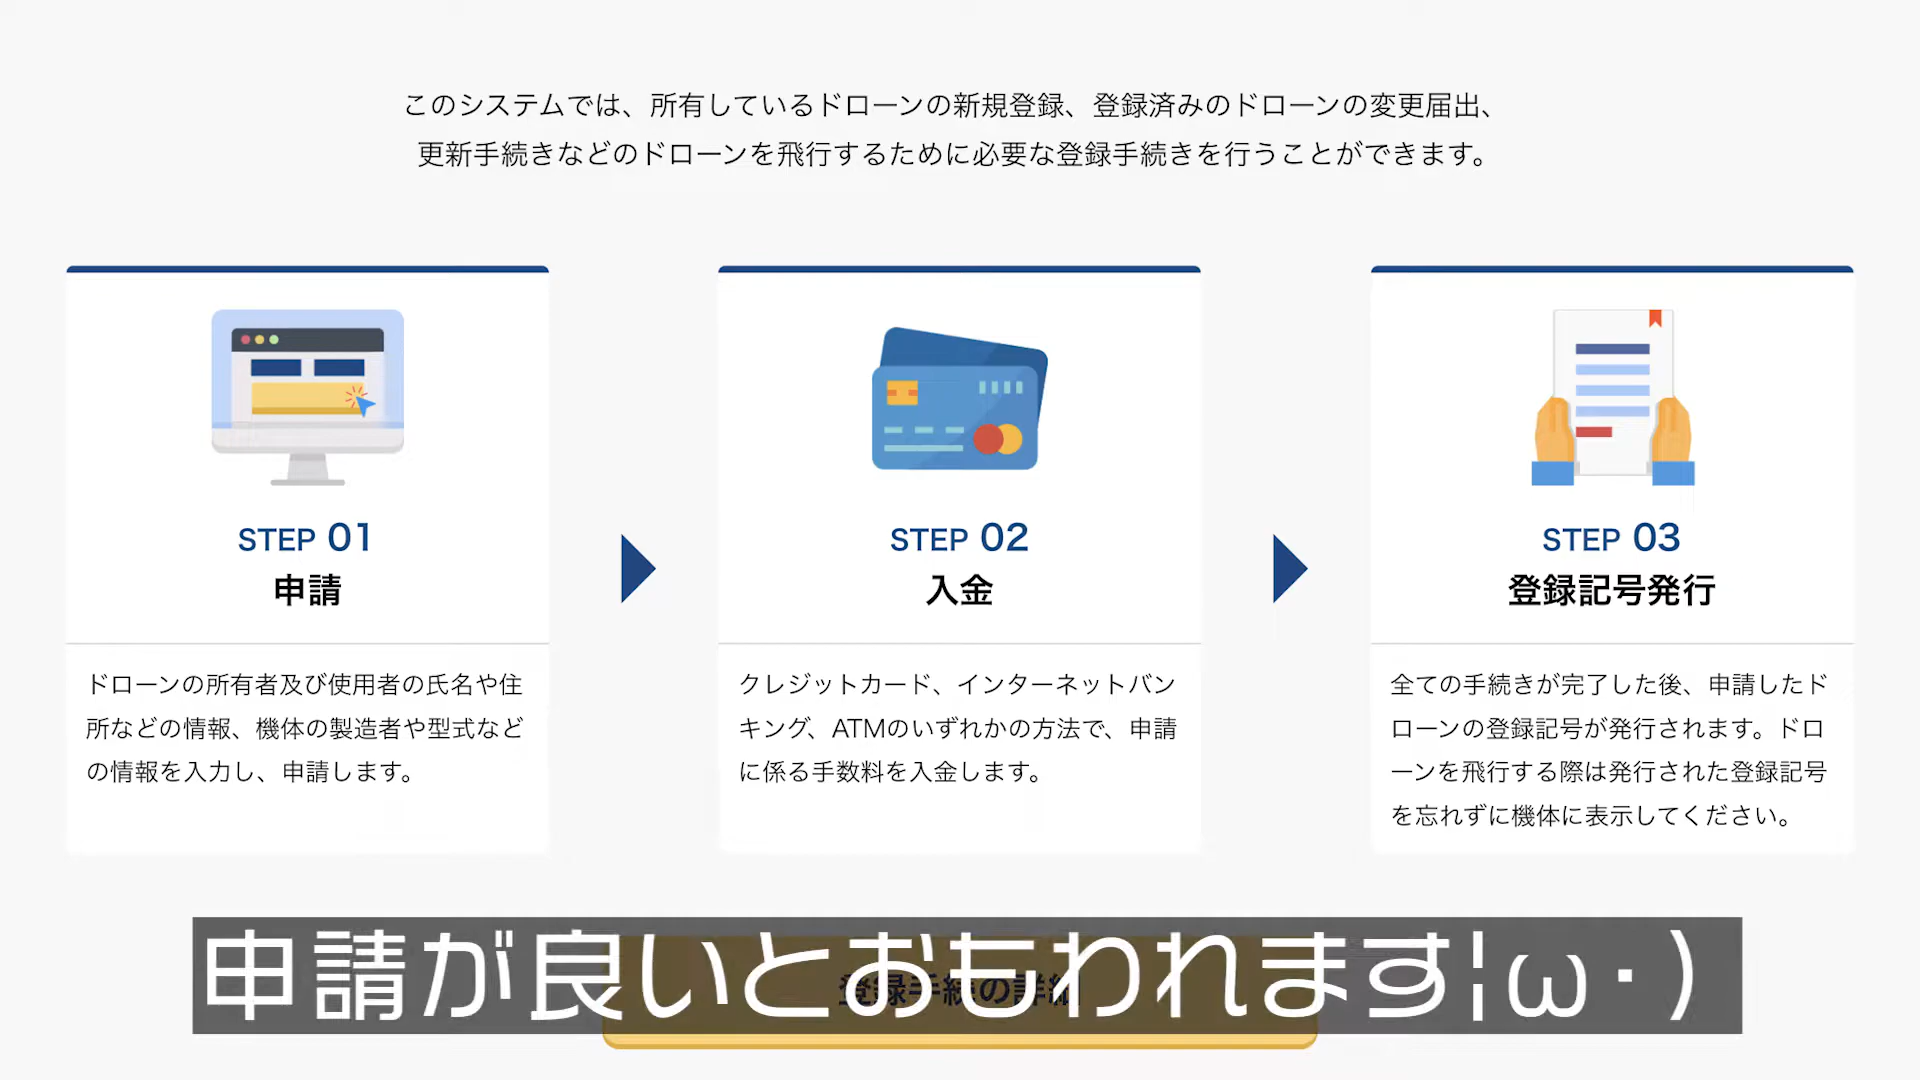 このシステムでは、所有しているドローンの新規登録、登録済みのドローンの変更届出、
更新手続きなどのドローンを飛行するために必要な登録手続きを行うことができます。
STEP 01
申請
ドローンの所有者及び使用者の氏名や住
所などの情報、機体の製造者や型式など
の情報を入力し、申請します。
STEP 02
入金
クレジットカード、インターネットバン
キング、ATMのいずれかの方法で、申請
に係る手数料を入金します。
STEP 03
登録記号発行
全ての手続きが完了した後、申請したド
ローンの登録記号が発行されます。ドロ
ーンを飛行する際は発行された登録記号
を忘れずに機体に表示してください。
登録手続の詳細
申請が良いとおもわれます¦ω・)